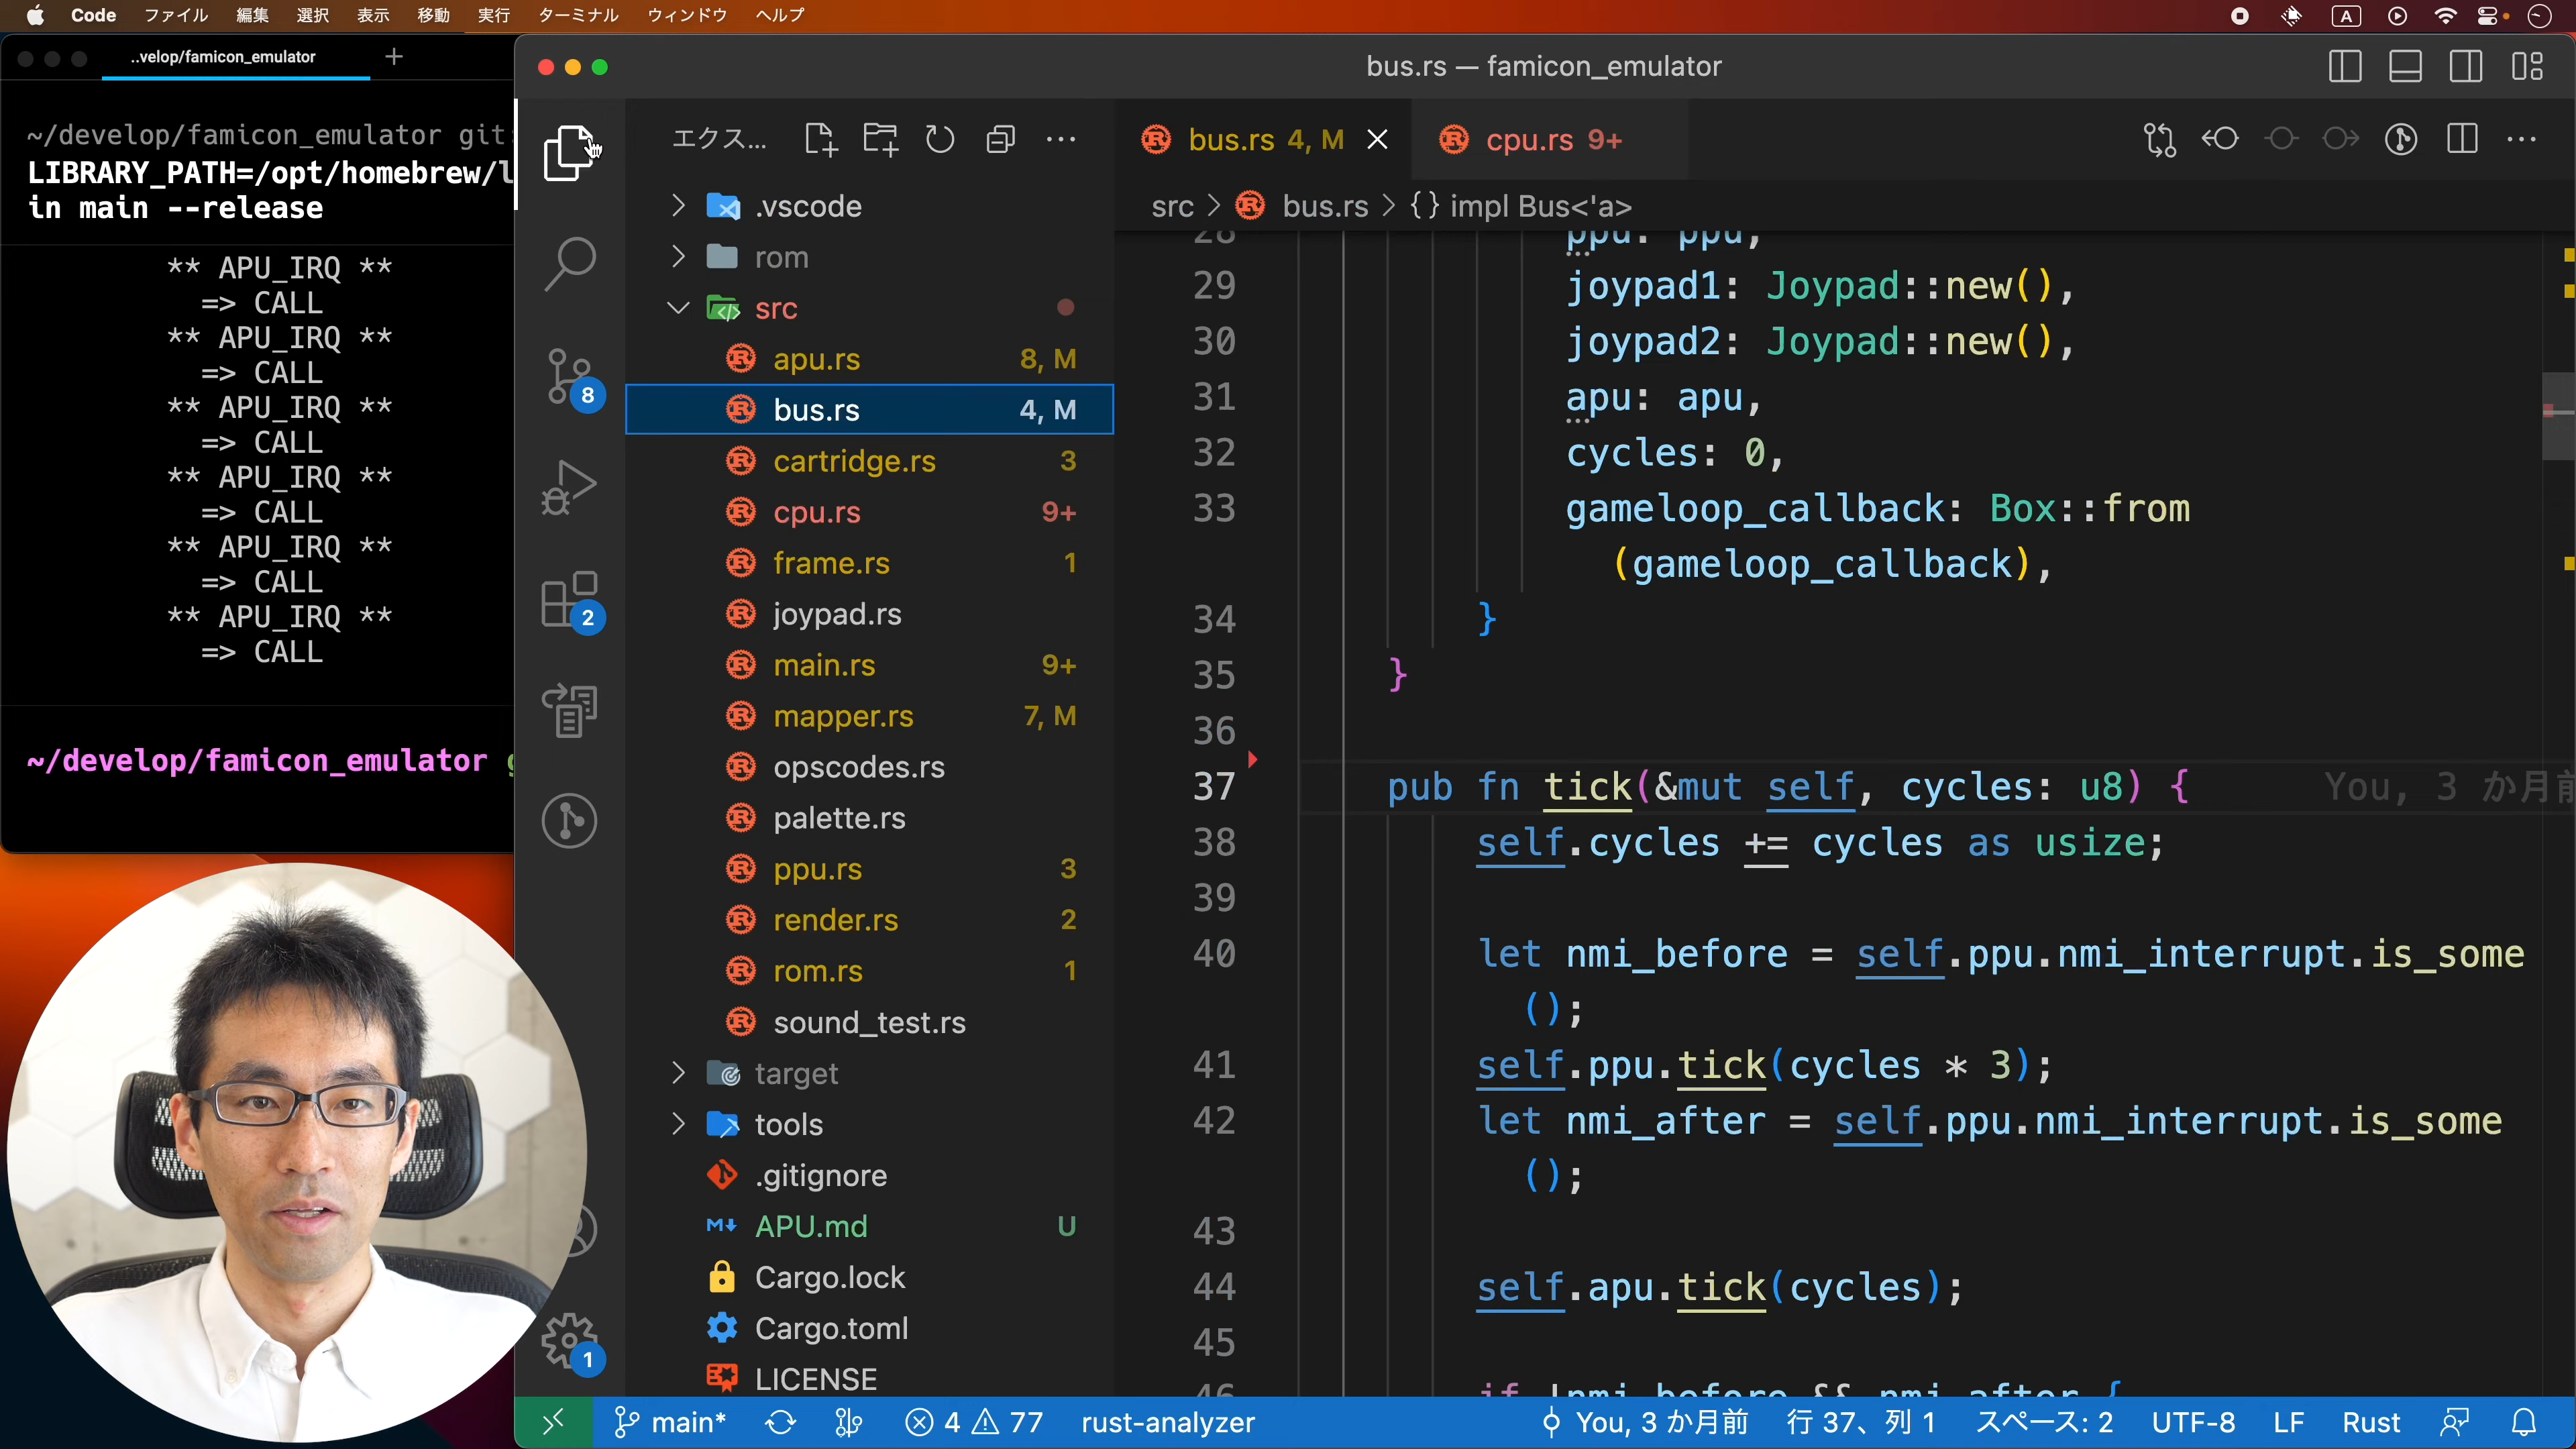 Code ファイル 編集 選択 表示 移動 実行 ターミナル ウィンドウ ヘルプ A
..velop/famicon_emulator +
~/develop/famicon_emulator git:
LIBRARY_PATH=/opt/homebrew/l
in main --release
** APU_IRQ **
=> CALL
** APU_IRQ **
=> CALL
** APU_IRQ **
=> CALL
** APU_IRQ **
=> CALL
** APU_IRQ **
=> CALL
** APU_IRQ **
=> CALL
~/develop/famicon_emulator g
bus.rs — famicon_emulator
エクス...
.vscode
rom
src
apu.rs 8, M
bus.rs 4, M
cartridge.rs 3
cpu.rs 9+
frame.rs 1
joypad.rs
main.rs 9+
mapper.rs 7, M
opscodes.rs
palette.rs
ppu.rs 3
render.rs 2
rom.rs 1
sound_test.rs
target
tools
.gitignore
APU.md U
Cargo.lock
Cargo.toml
LICENSE
8
2
1
bus.rs 4, M cpu.rs 9+
src > bus.rs > {} impl Bus<'a>
28 ppu: ppu,
29 joypad1: Joypad::new(),
30 joypad2: Joypad::new(),
31 apu: apu,
32 cycles: 0,
33 gameloop_callback: Box::from
(gameloop_callback),
34 }
35 }
36
37 pub fn tick(&mut self, cycles: u8) { You, 3 か月前
38 self.cycles += cycles as usize;
39
40 let nmi_before = self.ppu.nmi_interrupt.is_some
();
41 self.ppu.tick(cycles * 3);
42 let nmi_after = self.ppu.nmi_interrupt.is_some
();
43
44 self.apu.tick(cycles);
45
46 if !nmi_before && nmi_after {
main* 4 77 rust-analyzer You, 3 か月前 行 37、列 1 スペース: 2 UTF-8 LF Rust